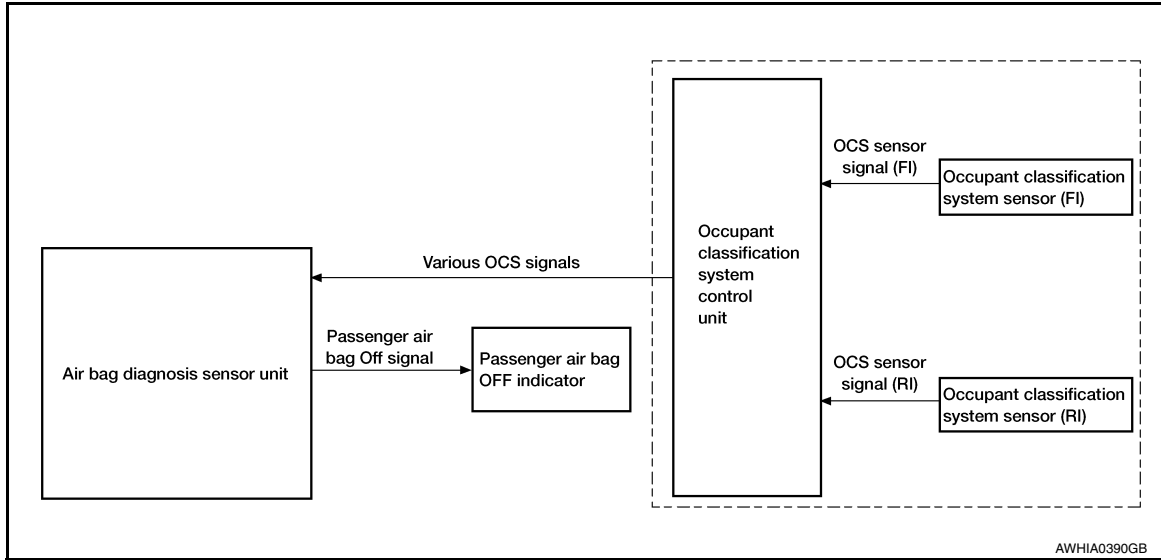 OCS sensor
signal (FI)
Occupant classification
system sensor (FI)
Occupant
classification
system
control
unit
Various OCS signals
Passenger air
bag Off signal
Passenger air bag
OFF indicator
Air bag diagnosis sensor unit
OCS sensor
signal (RI)
Occupant classification
system sensor (RI)
AWHIA0390GB